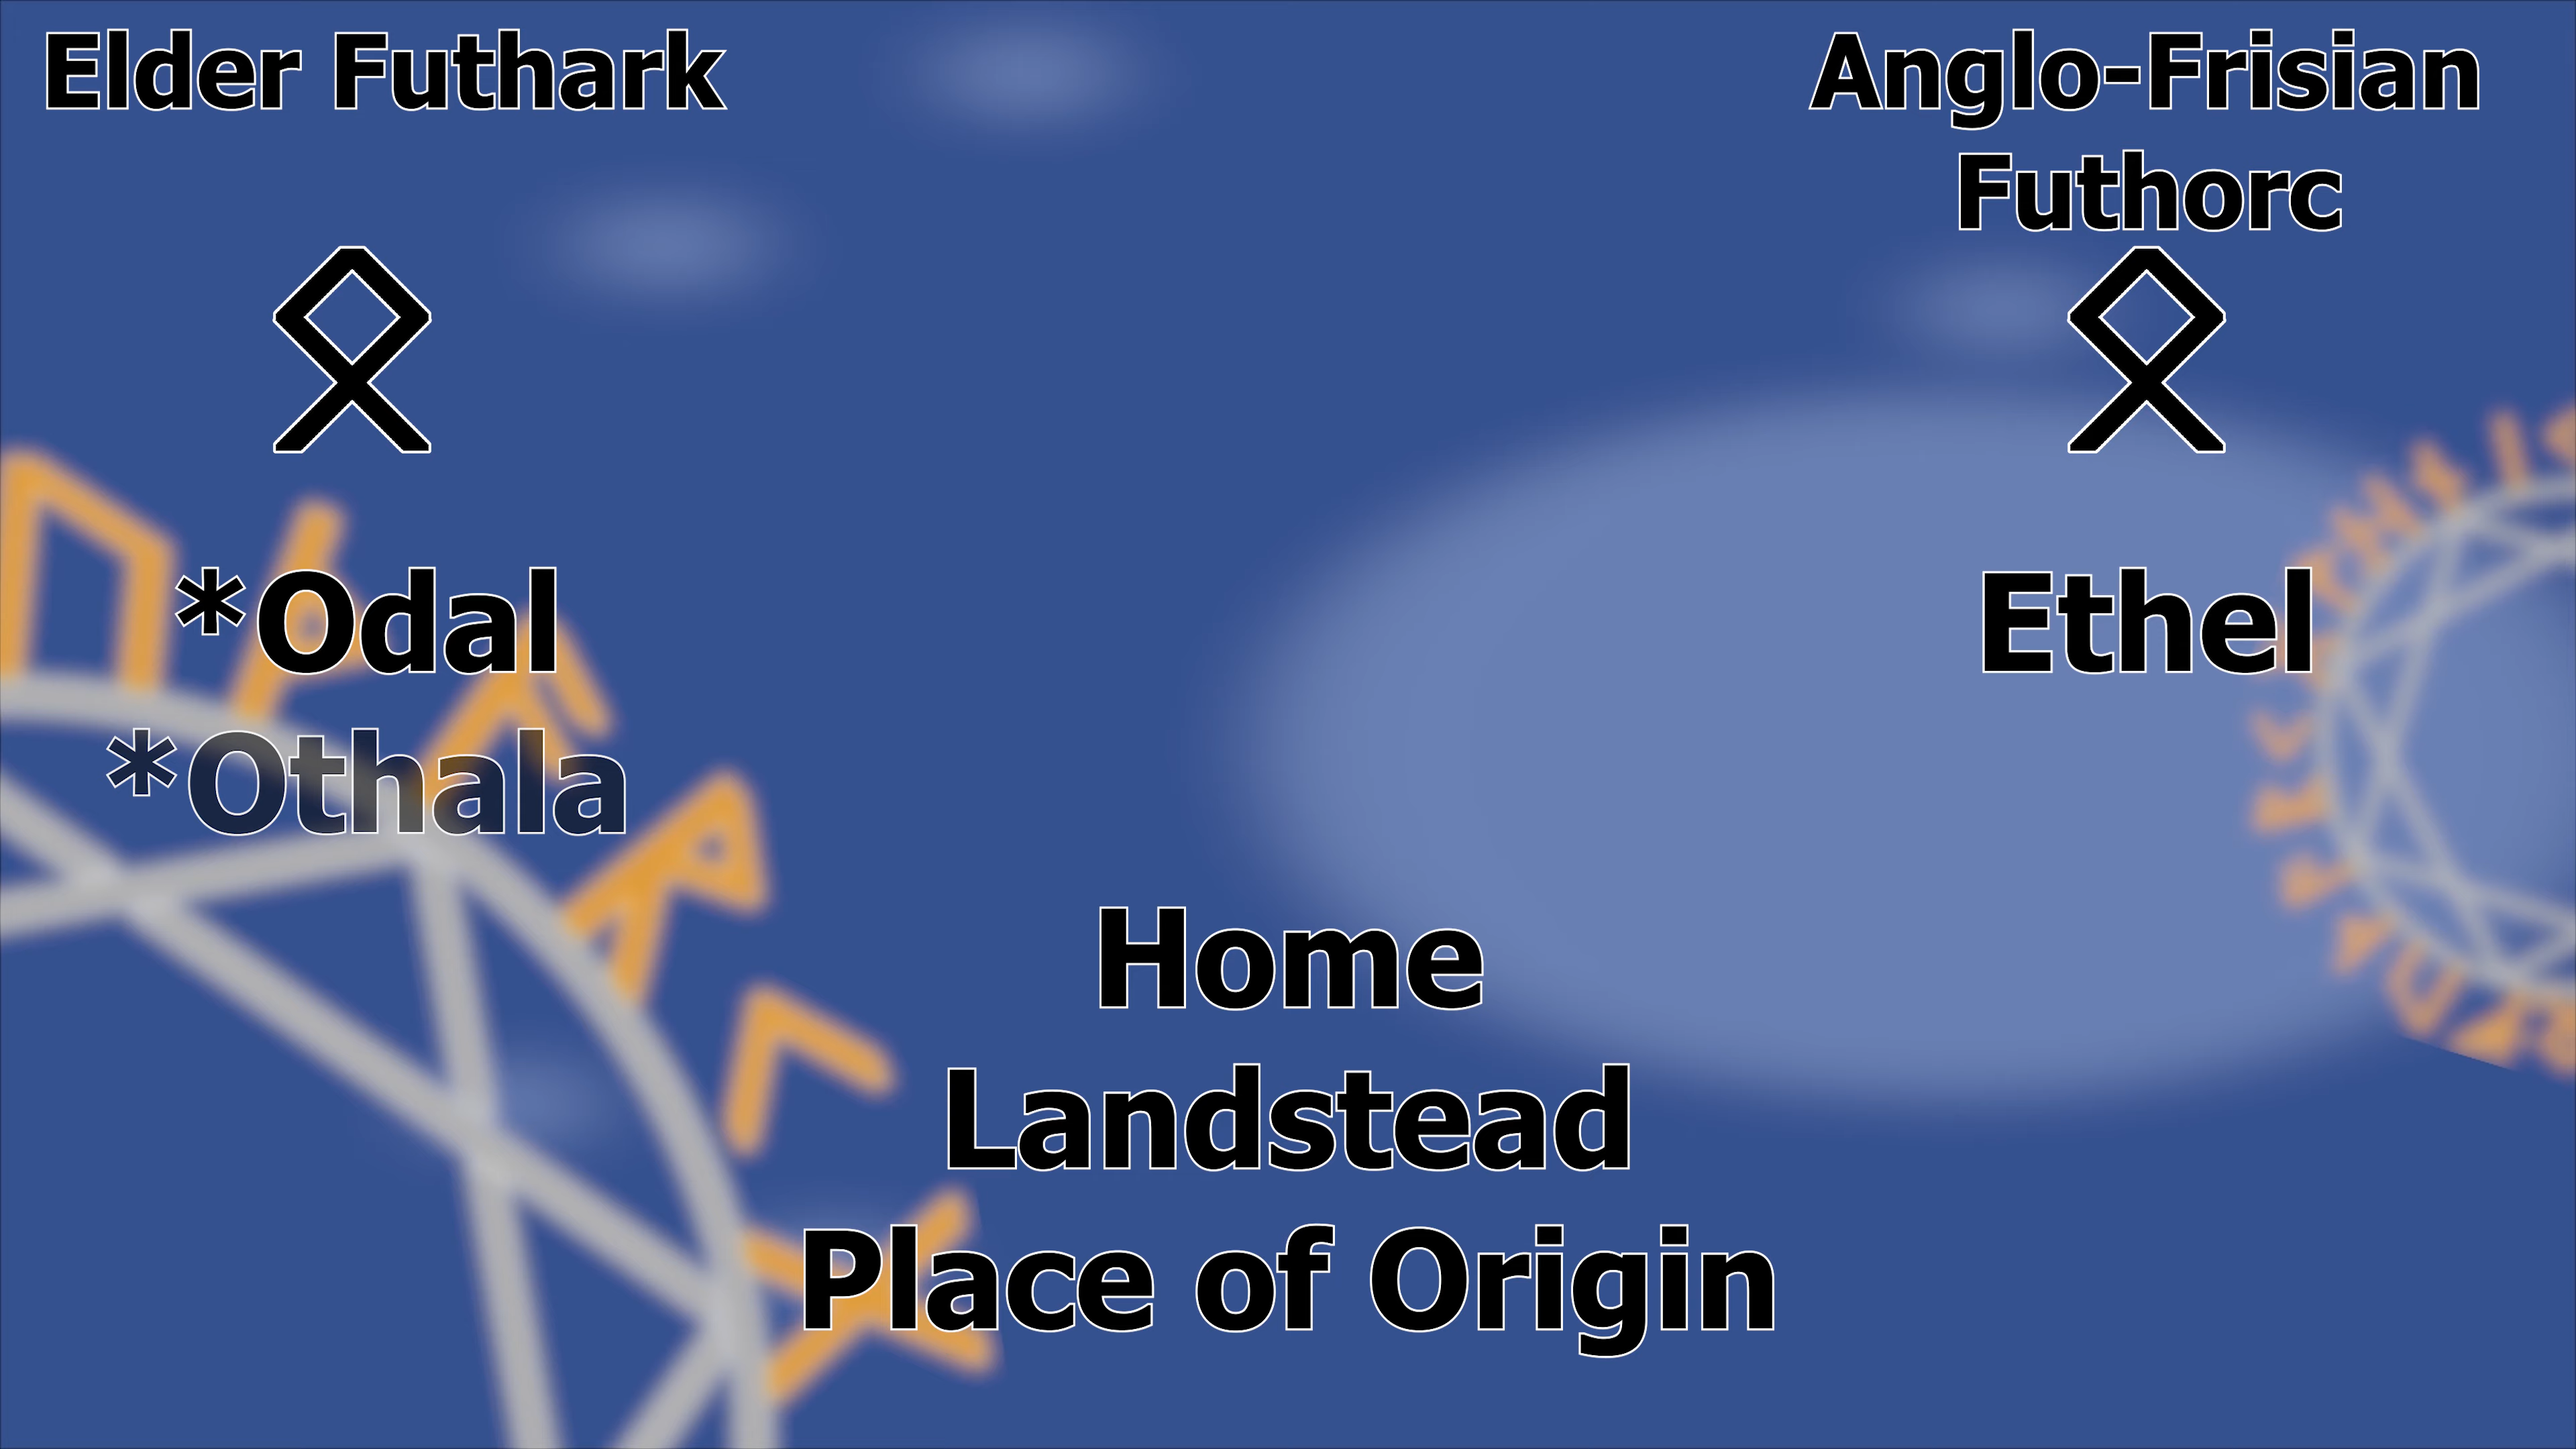 Elder Futhark
Anglo-Frisian
Futhorc
ᛟ
ᛟ
*Odal
Ethel
*Othala
Home
Landstead
Place of Origin